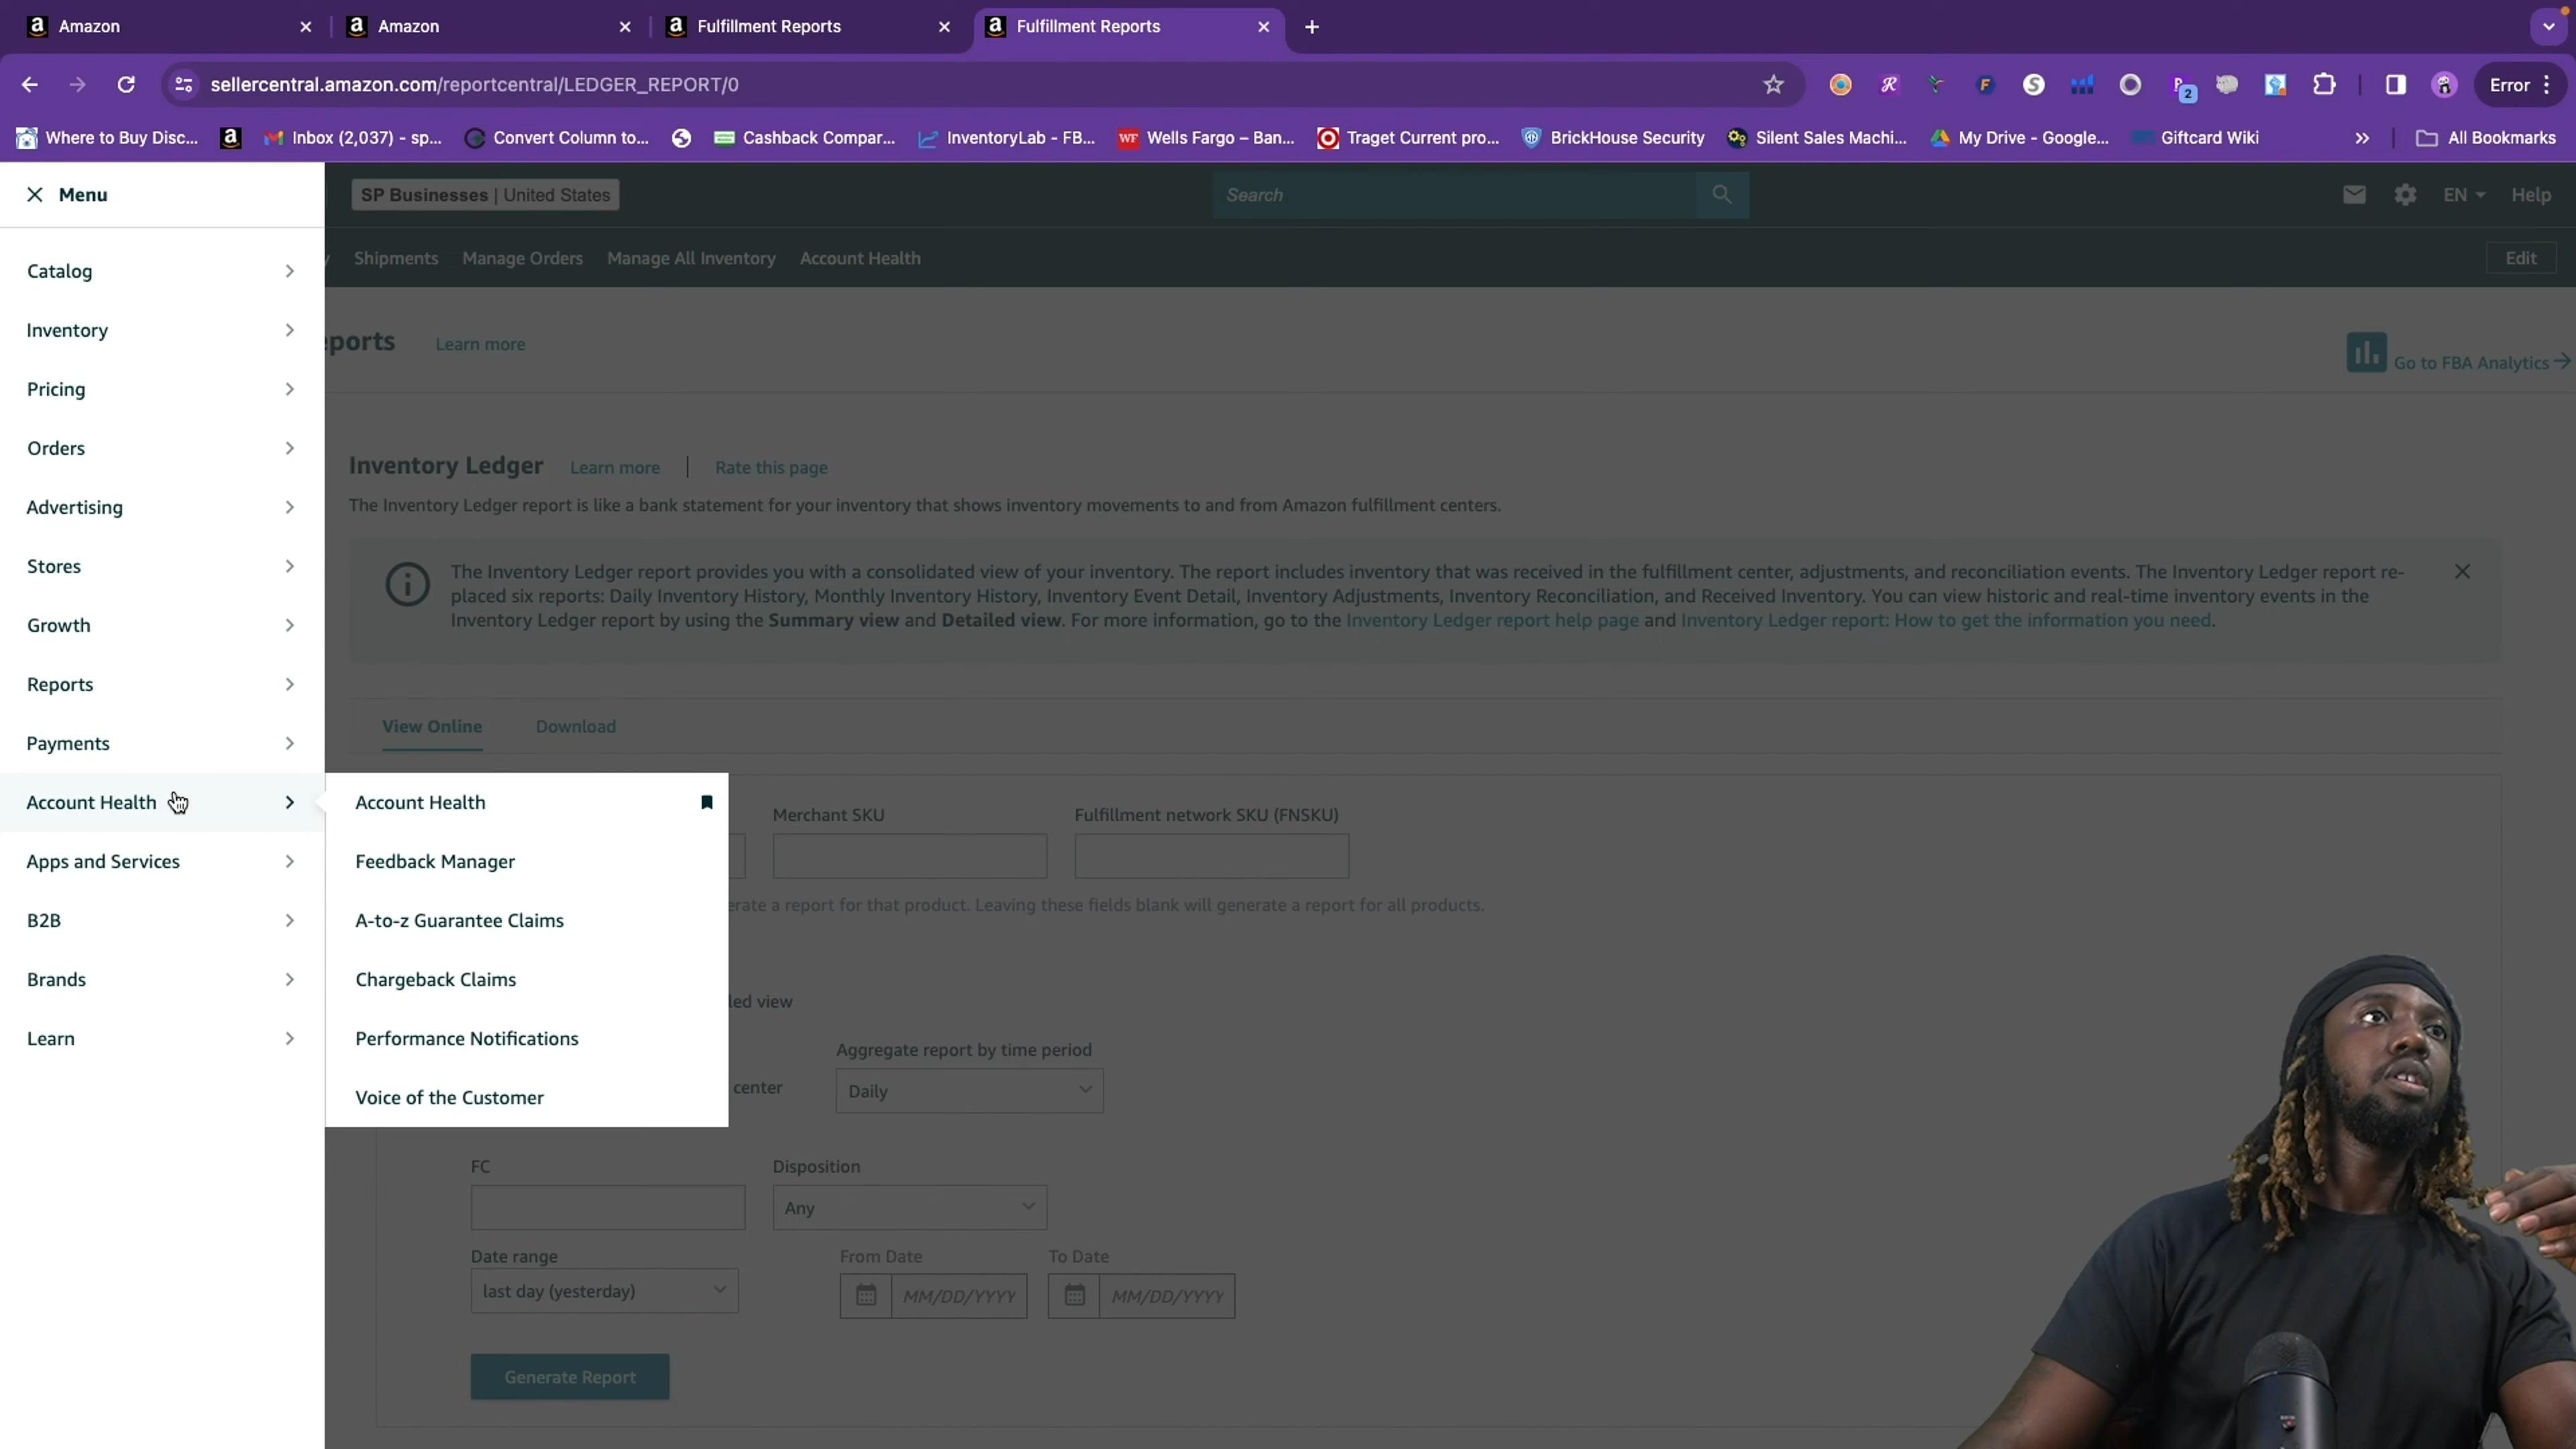 Amazon
Amazon
Fulfillment Reports
Fulfillment Reports
sellercentral.amazon.com/reportcentral/LEDGER_REPORT/0
2
Error
Where to Buy Disc...
Inbox (2,037) - sp...
Convert Column to...
Cashback Compar...
InventoryLab - FB...
Wells Fargo – Ban...
Traget Current pro...
BrickHouse Security
Silent Sales Machi...
My Drive - Google...
Giftcard Wiki
All Bookmarks
Menu
SP Businesses | United States
Search
EN
Help
Shipments
Manage Orders
Manage All Inventory
Account Health
Edit
Catalog
Inventory
Pricing
Orders
Advertising
Stores
Growth
Reports
Payments
Account Health
Apps and Services
B2B
Brands
Learn
Account Health
Feedback Manager
A-to-z Guarantee Claims
Chargeback Claims
Performance Notifications
Voice of the Customer
eports
Learn more
Go to FBA Analytics
Inventory Ledger
Learn more
Rate this page
The Inventory Ledger report is like a bank statement for your inventory that shows inventory movements to and from Amazon fulfillment centers.
The Inventory Ledger report provides you with a consolidated view of your inventory. The report includes inventory that was received in the fulfillment center, adjustments, and reconciliation events. The Inventory Ledger report re-
placed six reports: Daily Inventory History, Monthly Inventory History, Inventory Event Detail, Inventory Adjustments, Inventory Reconciliation, and Received Inventory. You can view historic and real-time inventory events in the
Inventory Ledger report by using the Summary view and Detailed view. For more information, go to the Inventory Ledger report help page and Inventory Ledger report: How to get the information you need.
View Online
Download
Merchant SKU
Fulfillment network SKU (FNSKU)
erate a report for that product. Leaving these fields blank will generate a report for all products.
led view
Aggregate report by time period
center
Daily
FC
Disposition
Any
Date range
From Date
To Date
last day (yesterday)
MM/DD/YYYY
MM/DD/YYYY
Generate Report